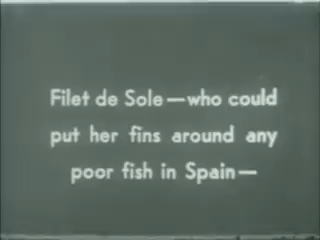 Filet de Sole—who could
put her fins around any
poor fish in Spain—